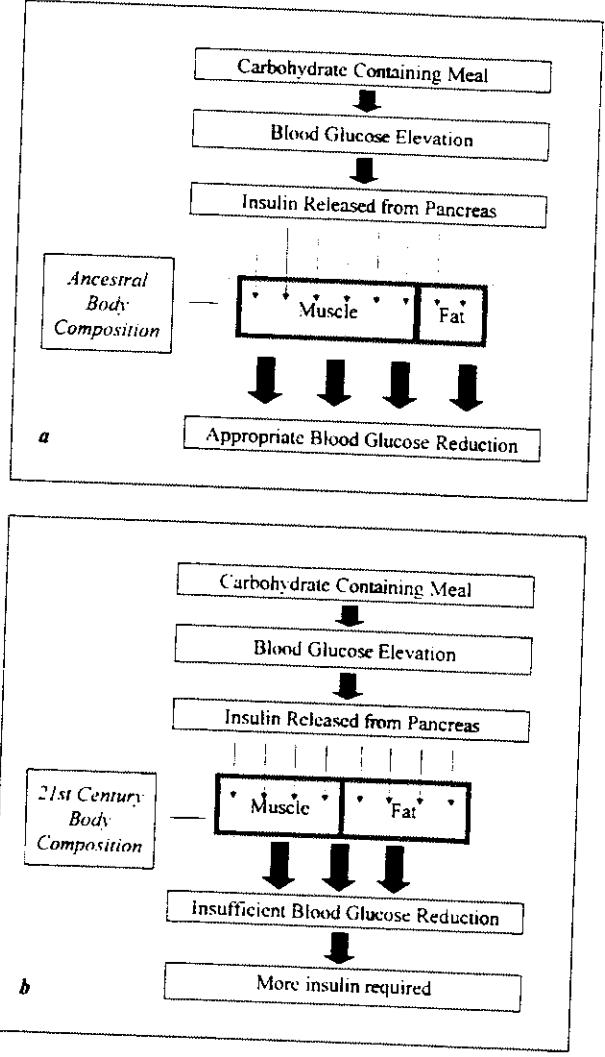 Carbohydrate Containing Meal
Blood Glucose Elevation
Insulin Released from Pancreas
Ancestral
Body
Composition
Muscle
Fat
Appropriate Blood Glucose Reduction
a
Carbohydrate Containing Meal
Blood Glucose Elevation
Insulin Released from Pancreas
21st Century
Body
Composition
Muscle
Fat
Insufficient Blood Glucose Reduction
More insulin required
b